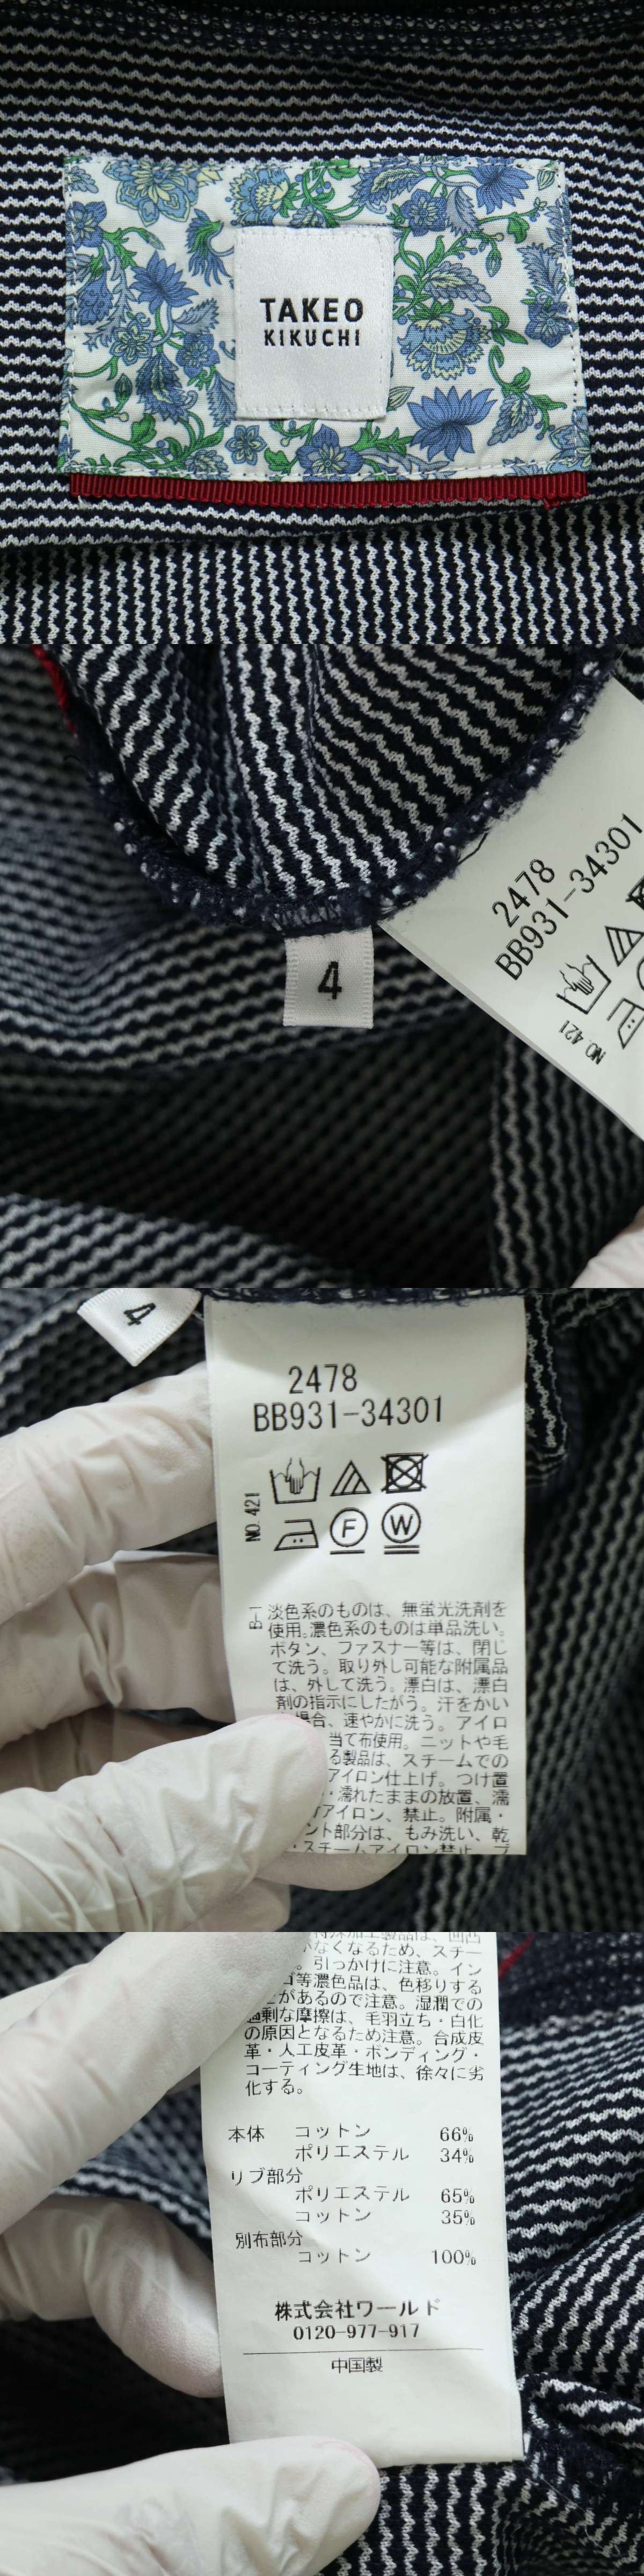 TAKEO
KIKUCHI
2478
BB931-34301
4
NO.421
4
2478
BB931-34301
NO.421
F
W
B-1
淡色系のものは、無蛍光洗剤を
使用。濃色系のものは単品洗い。
ボタン、ファスナー等は、閉じ
て洗う。取り外し可能な附属品
は、外して洗う。漂白は、漂白
剤の指示にしたがう。汗をかい
場合、速やかに洗う。アイロ
当て布使用。ニットや毛
る製品は、スチームでの
アイロン仕上げ。つけ置
・濡れたままの放置、濡
アイロン、禁止。附属・
ント部分は、もみ洗い、乾
・スチームアイロン禁止。プ
特殊加工製品は、凹凸
なくなるため、スチー
。引っかけに注意。イン
ゴ等濃色品は、色移りする
があるので注意。湿潤での
過剰な摩擦は、毛羽立ち・白化
の原因となるため注意。合成皮
革・人工皮革・ボンディング・
コーティング生地は、徐々に劣
化する。
本体 コットン 66%
ポリエステル 34%
リブ部分
ポリエステル 65%
コットン 35%
別布部分
コットン 100%
株式会社ワールド
0120-977-917
中国製